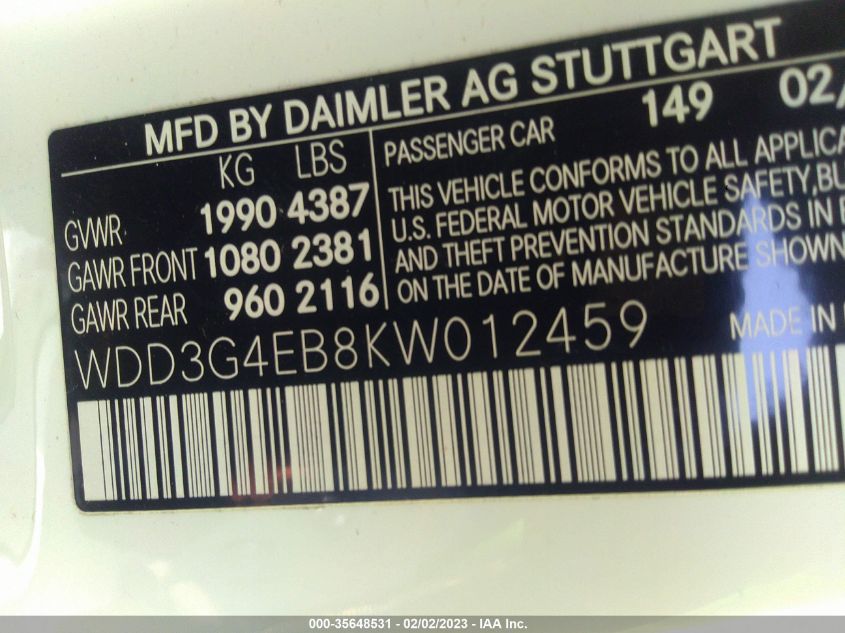 MFD BY DAIMLER AG STUTTGART
KG LBS
GVWR 1990 4387
GAWR FRONT 1080 2381
GAWR REAR 960 2116
PASSENGER CAR 149 02/
THIS VEHICLE CONFORMS TO ALL APPLICA
U.S. FEDERAL MOTOR VEHICLE SAFETY, BU
AND THEFT PREVENTION STANDARDS IN E
ON THE DATE OF MANUFACTURE SHOWN
WDD3G4EB8KW012459 MADE IN
000-35648531 - 02/02/2023 - IAA Inc.